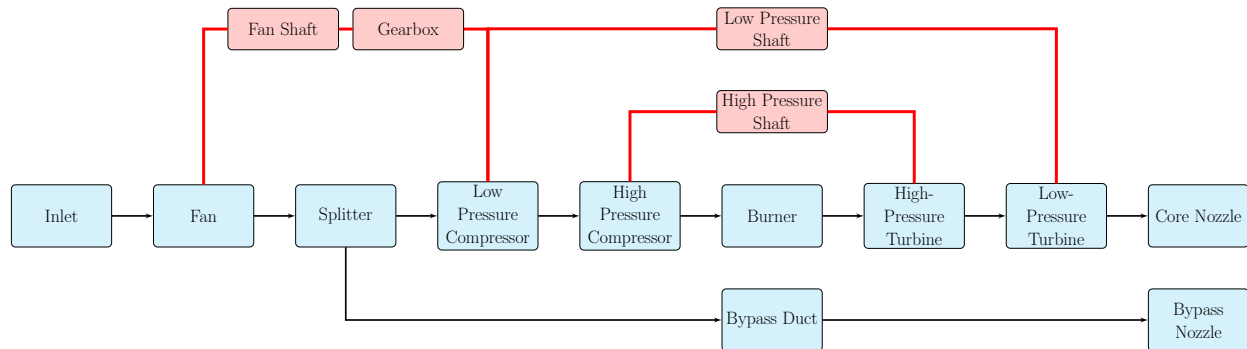 Fan Shaft
Gearbox
Low Pressure
Shaft
High Pressure
Shaft
Inlet
Fan
Splitter
Low
Pressure
Compressor
High
Pressure
Compressor
Burner
High-
Pressure
Turbine
Low-
Pressure
Turbine
Core Nozzle
Bypass Duct
Bypass
Nozzle